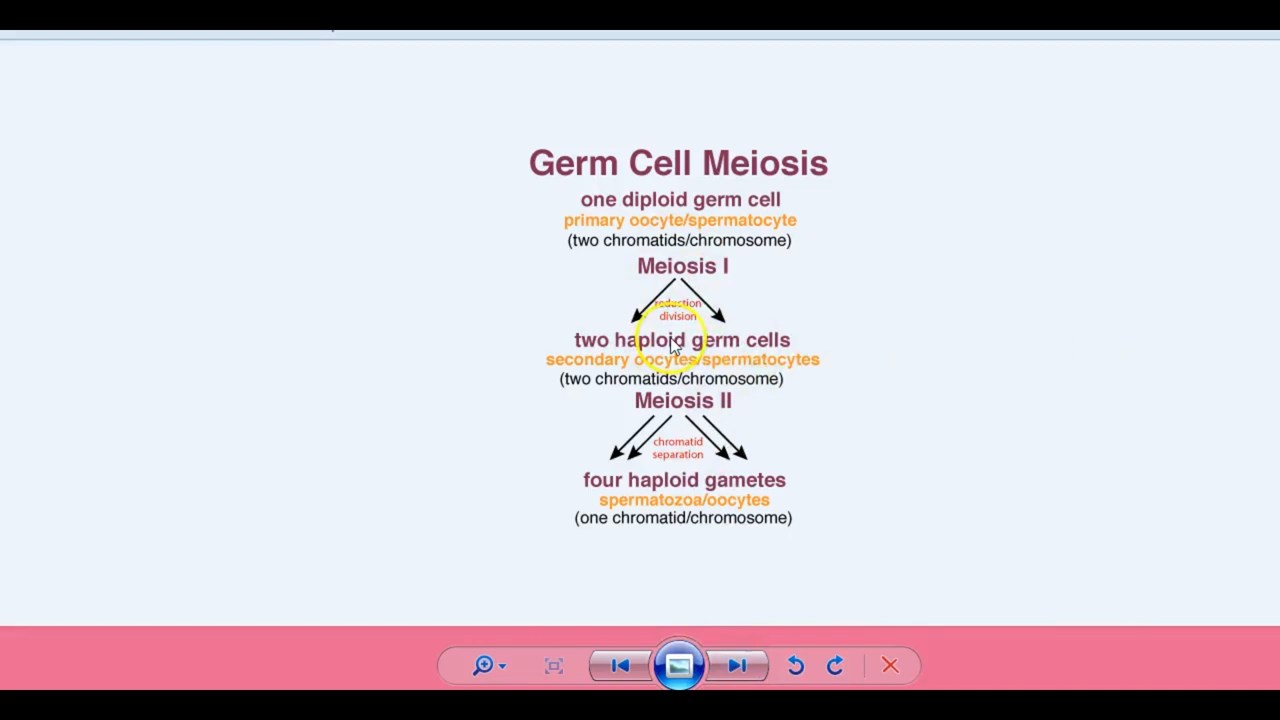 Germ Cell Meiosis
one diploid germ cell
primary oocyte/spermatocyte
(two chromatids/chromosome)
Meiosis I
reduction
division
two haploid germ cells
secondary oocytes/spermatocytes
(two chromatids/chromosome)
Meiosis II
chromatid
separation
four haploid gametes
spermatozoa/oocytes
(one chromatid/chromosome)